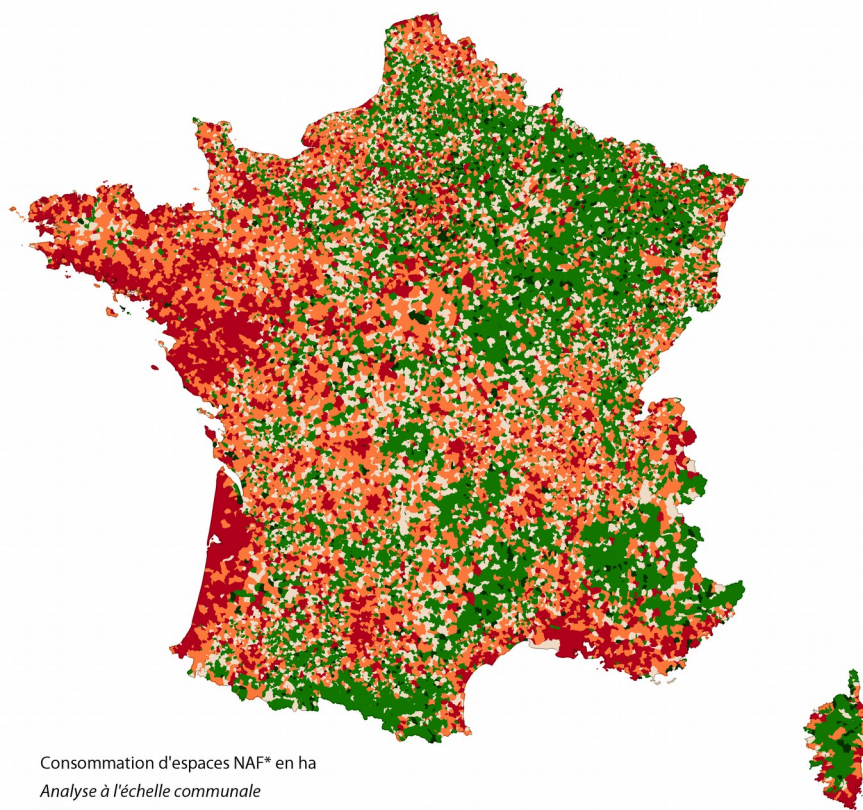 Consommation d'espaces NAF* en ha
Analyse à l'échelle communale